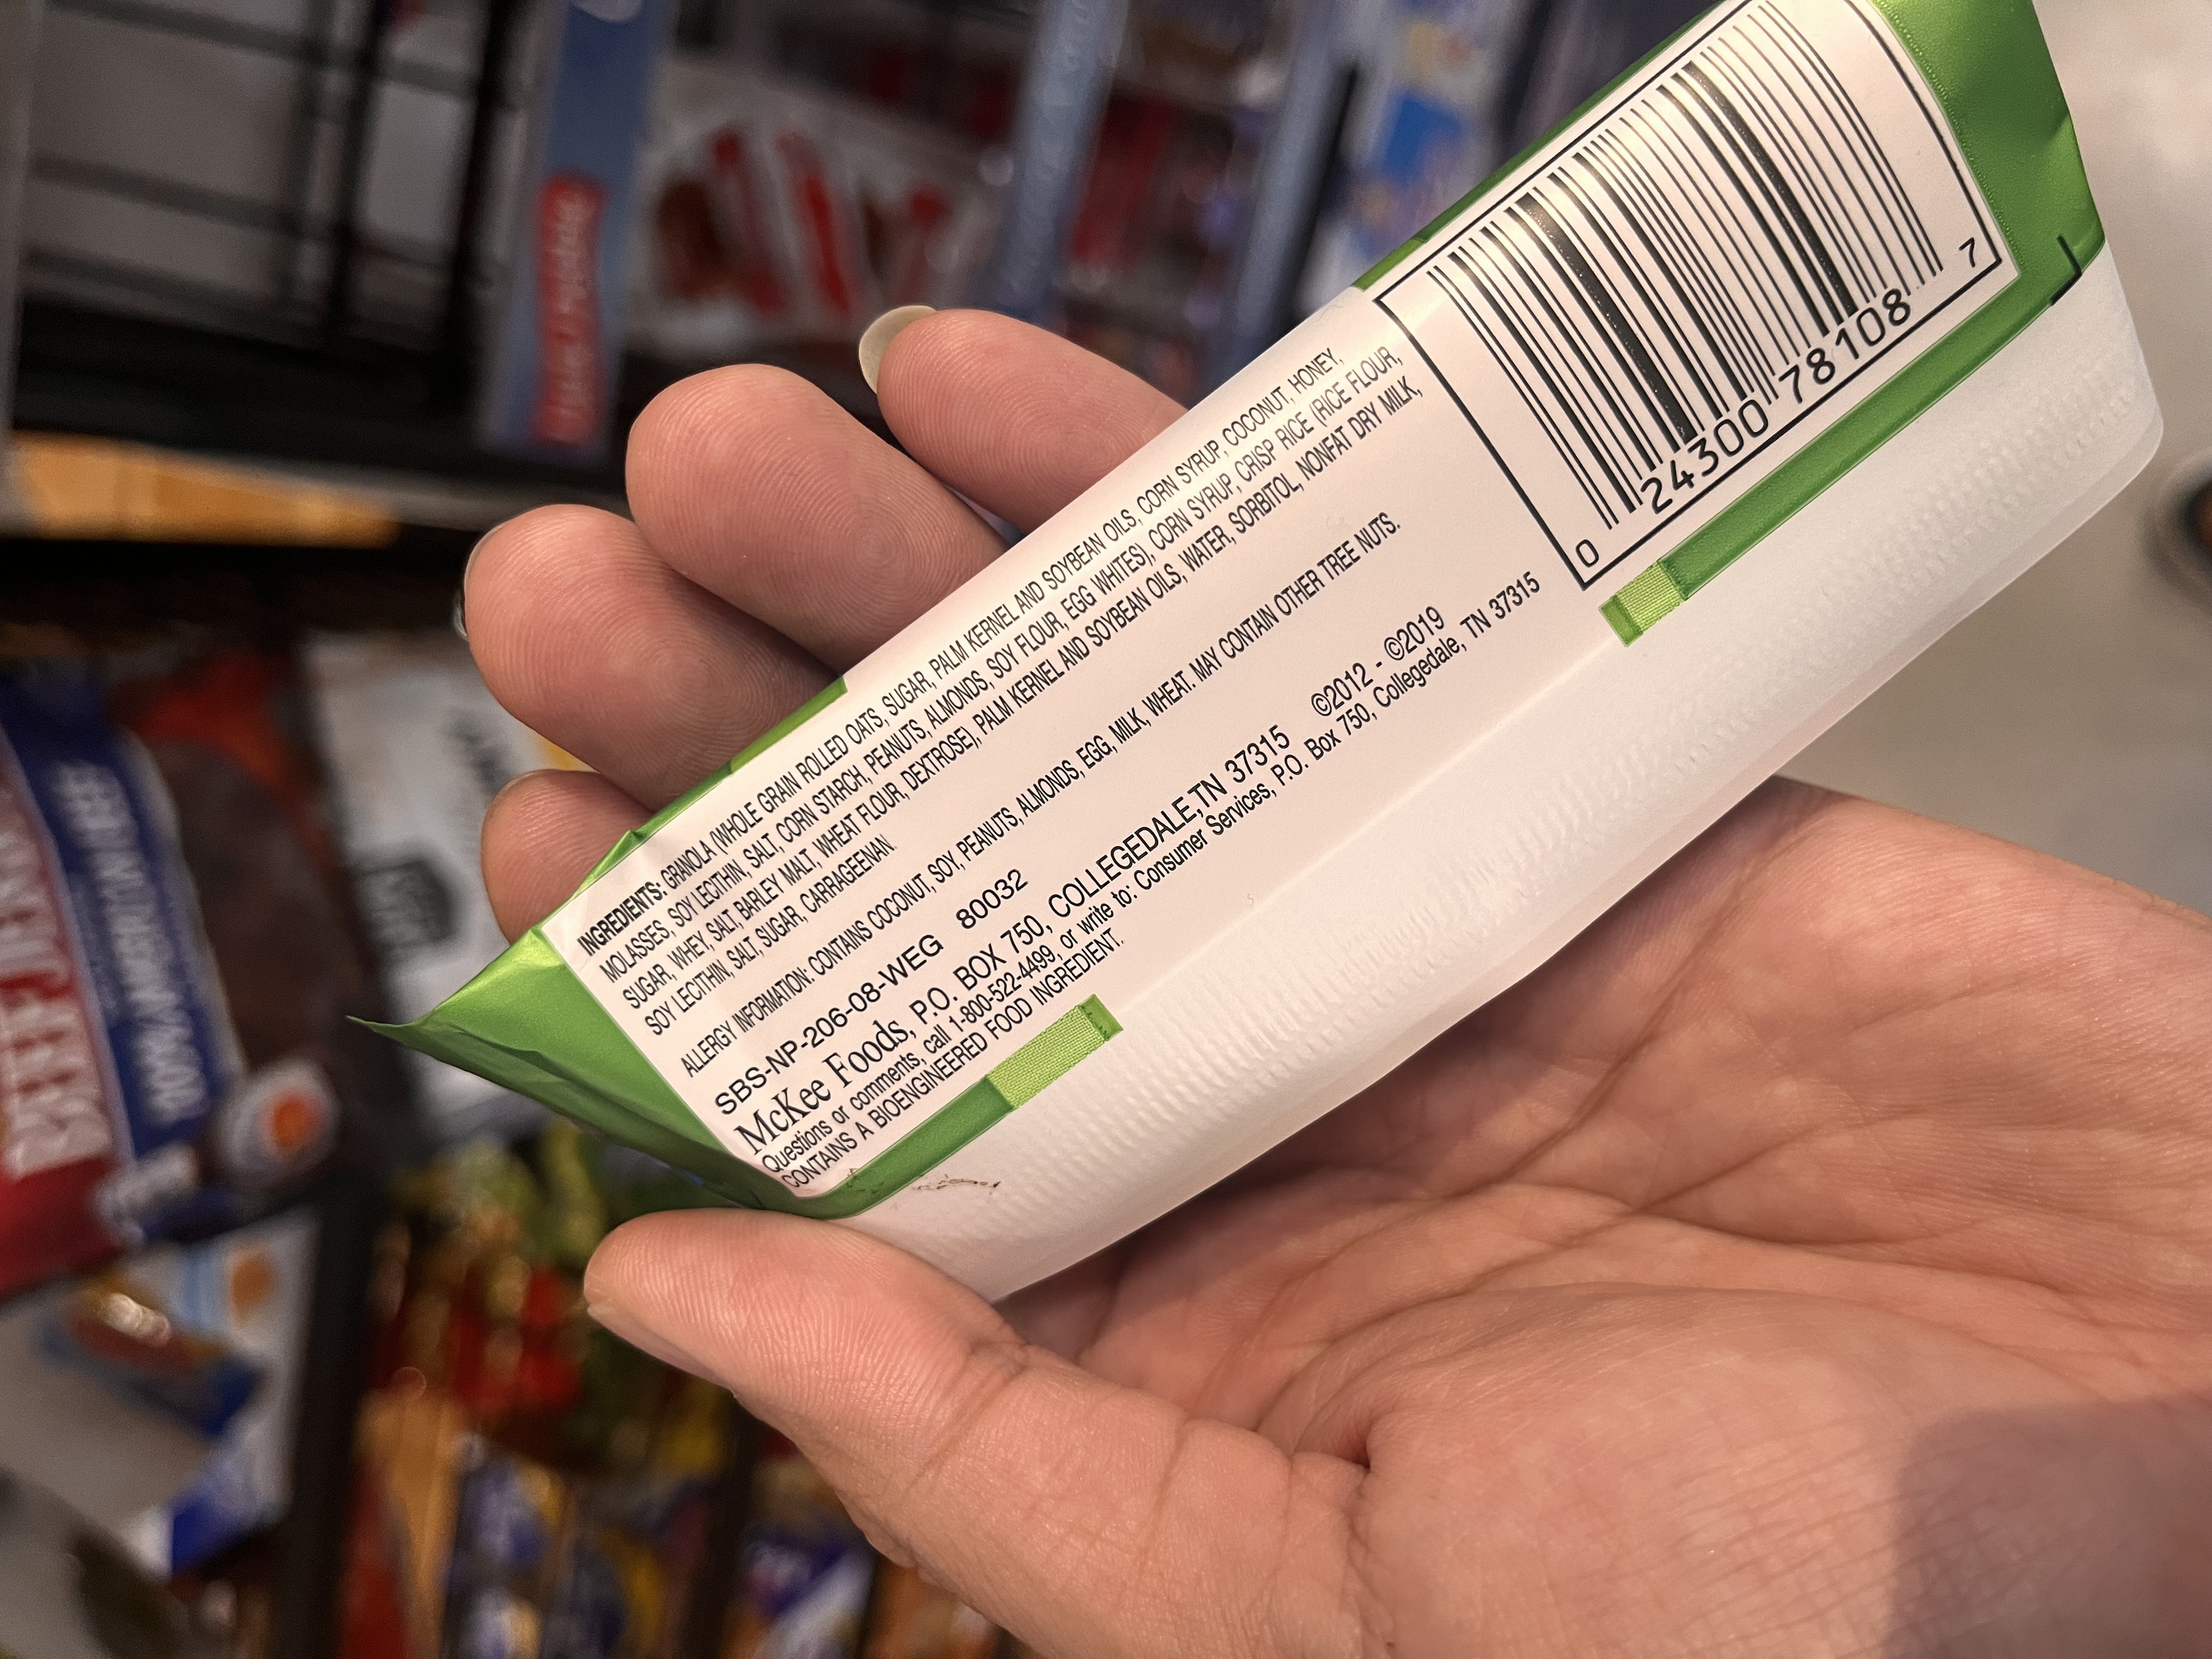 BEEF
100% AMERICAN BEEF
INGREDIENTS: GRANOLA (WHOLE GRAIN ROLLED OATS, SUGAR, PALM KERNEL AND SOYBEAN OILS, CORN SYRUP, COCONUT, HONEY,
MOLASSES, SOY LECITHIN, SALT, CORN STARCH, PEANUTS, ALMONDS, SOY FLOUR, EGG WHITES), CORN SYRUP, CRISP RICE (RICE FLOUR,
SUGAR, WHEY, SALT, BARLEY MALT, WHEAT FLOUR, DEXTROSE), PALM KERNEL AND SOYBEAN OILS, WATER, SORBITOL, NONFAT DRY MILK,
SOY LECITHIN, SALT, SUGAR, CARRAGEENAN.
ALLERGY INFORMATION: CONTAINS COCONUT, SOY, PEANUTS, ALMONDS, EGG, MILK, WHEAT. MAY CONTAIN OTHER TREE NUTS.
SBS-NP-206-08-WEG 80032
McKee Foods, P.O. BOX 750, COLLEGEDALE, TN 37315 ©2012 - ©2019
Questions or comments, call 1-800-522-4499, or write to: Consumer Services, P.O. Box 750, Collegedale, TN 37315
CONTAINS A BIOENGINEERED FOOD INGREDIENT.
0 24300 78108 7